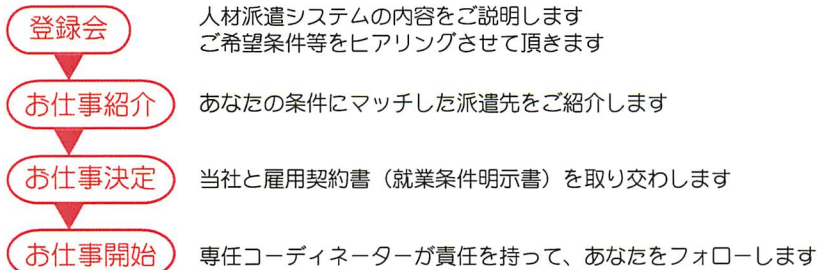 登録会
人材派遣システムの内容をご説明します
ご希望条件等をヒアリングさせて頂きます
お仕事紹介
あなたの条件にマッチした派遣先をご紹介します
お仕事決定
当社と雇用契約書（就業条件明示書）を取り交わします
お仕事開始
専任コーディネーターが責任を持って、あなたをフォローします